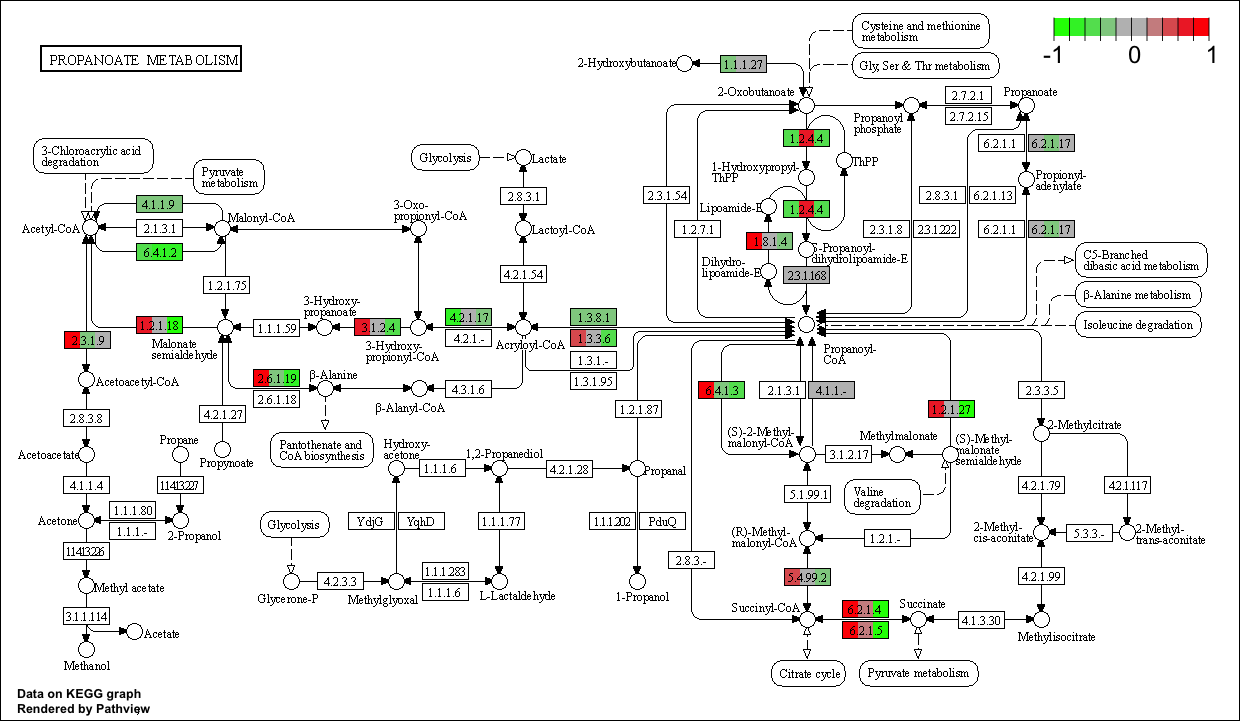 PROPANOATE METABOLISM
-1 0 1
Cysteine and methionine
metabolism
Gly, Ser & Thr metabolism
2-Hydroxybutanoate
1.1.1.27
2-Oxobutanoate
2.7.2.1
2.7.2.15
Propanoate
Propanoyl
phosphate
1.2.4.4
6.2.1.1
6.2.1.17
ThPP
1-Hydroxypropyl-
ThPP
Propionyl-
adenylate
2.3.1.54
2.8.3.1
6.2.1.13
Lipoamide-E
1.2.4.4
1.2.7.1
2.3.1.8
2.3.1.222
6.2.1.1
6.2.1.17
1.8.1.4
S-Propanoyl-
dihydrolipoamide-E
Dihydro-
lipoamide-E
2.3.1.168
C5-Branched
dibasic acid metabolism
β-Alanine metabolism
Isoleucine degradation
3-Chloroacrylic acid
degradation
Pyruvate
metabolism
Glycolysis
Lactate
2.8.3.1
4.1.1.9
Acetyl-CoA
2.1.3.1
Malonyl-CoA
6.4.1.2
3-Oxo-
propionyl-CoA
Lactoyl-CoA
4.2.1.54
1.2.1.75
3-Hydroxy-
propanoate
1.2.1.18
Malonate
semialdehyde
1.1.1.59
3.1.2.4
3-Hydroxy-
propionyl-CoA
4.2.1.17
4.2.1.-
Acryloyl-CoA
1.3.8.1
1.3.3.6
1.3.1.-
1.3.1.95
Propanoyl-
CoA
2.3.1.9
Acetoacetyl-CoA
2.6.1.19
2.6.1.18
β-Alanine
β-Alanyl-CoA
4.3.1.6
6.4.1.3
2.1.3.1
4.1.1.-
2.3.3.5
2.8.3.8
4.2.1.27
1.2.1.87
1.2.1.27
Propane
Propynoate
Pantothenate and
CoA biosynthesis
Hydroxy-
acetone
1.1.1.6
1,2-Propanediol
4.2.1.28
Propanal
(S)-2-Methyl-
malonyl-CoA
3.1.2.17
Methylmalonate
(S)-Methyl-
malonate
semialdehyde
2-Methylcitrate
Acetoacetate
4.1.1.4
1.14.13.227
5.1.99.1
Valine
degradation
4.2.1.79
4.2.1.117
Acetone
1.1.1.80
1.1.1.-
2-Propanol
Glycolysis
YdjG
YqhD
1.1.1.77
1.1.1.202
PduQ
(R)-Methyl-
malonyl-CoA
1.2.1.-
2-Methyl-
cis-aconitate
5.3.3.-
2-Methyl-
trans-aconitate
1.14.13.226
2.8.3.-
Methyl acetate
Glycerone-P
4.2.3.3
Methylglyoxal
1.1.1.283
1.1.1.6
L-Lactaldehyde
1-Propanol
5.4.99.2
4.2.1.99
3.1.1.114
Acetate
Methanol
Succinyl-CoA
6.2.1.4
6.2.1.5
Succinate
4.1.3.30
Methylisocitrate
Citrate cycle
Pyruvate metabolism
Data on KEGG graph
Rendered by Pathview